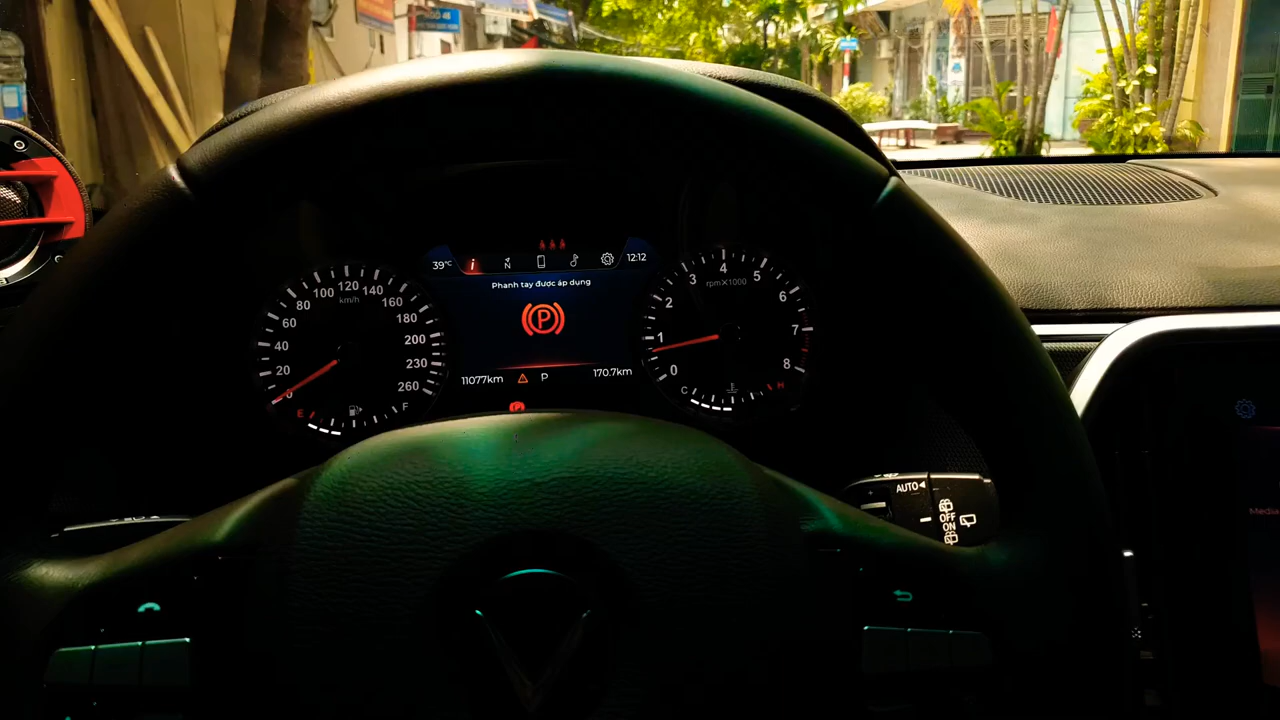 39°C
N
12:12
Phanh tay được áp dụng
P
11077km
P
170.7km
P
0
20
40
60
80
100
120
140
160
180
200
230
260
km/h
E
F
0
1
2
3
4
5
6
7
8
rpm×1000
C
H
AUTO
OFF
ON
Media